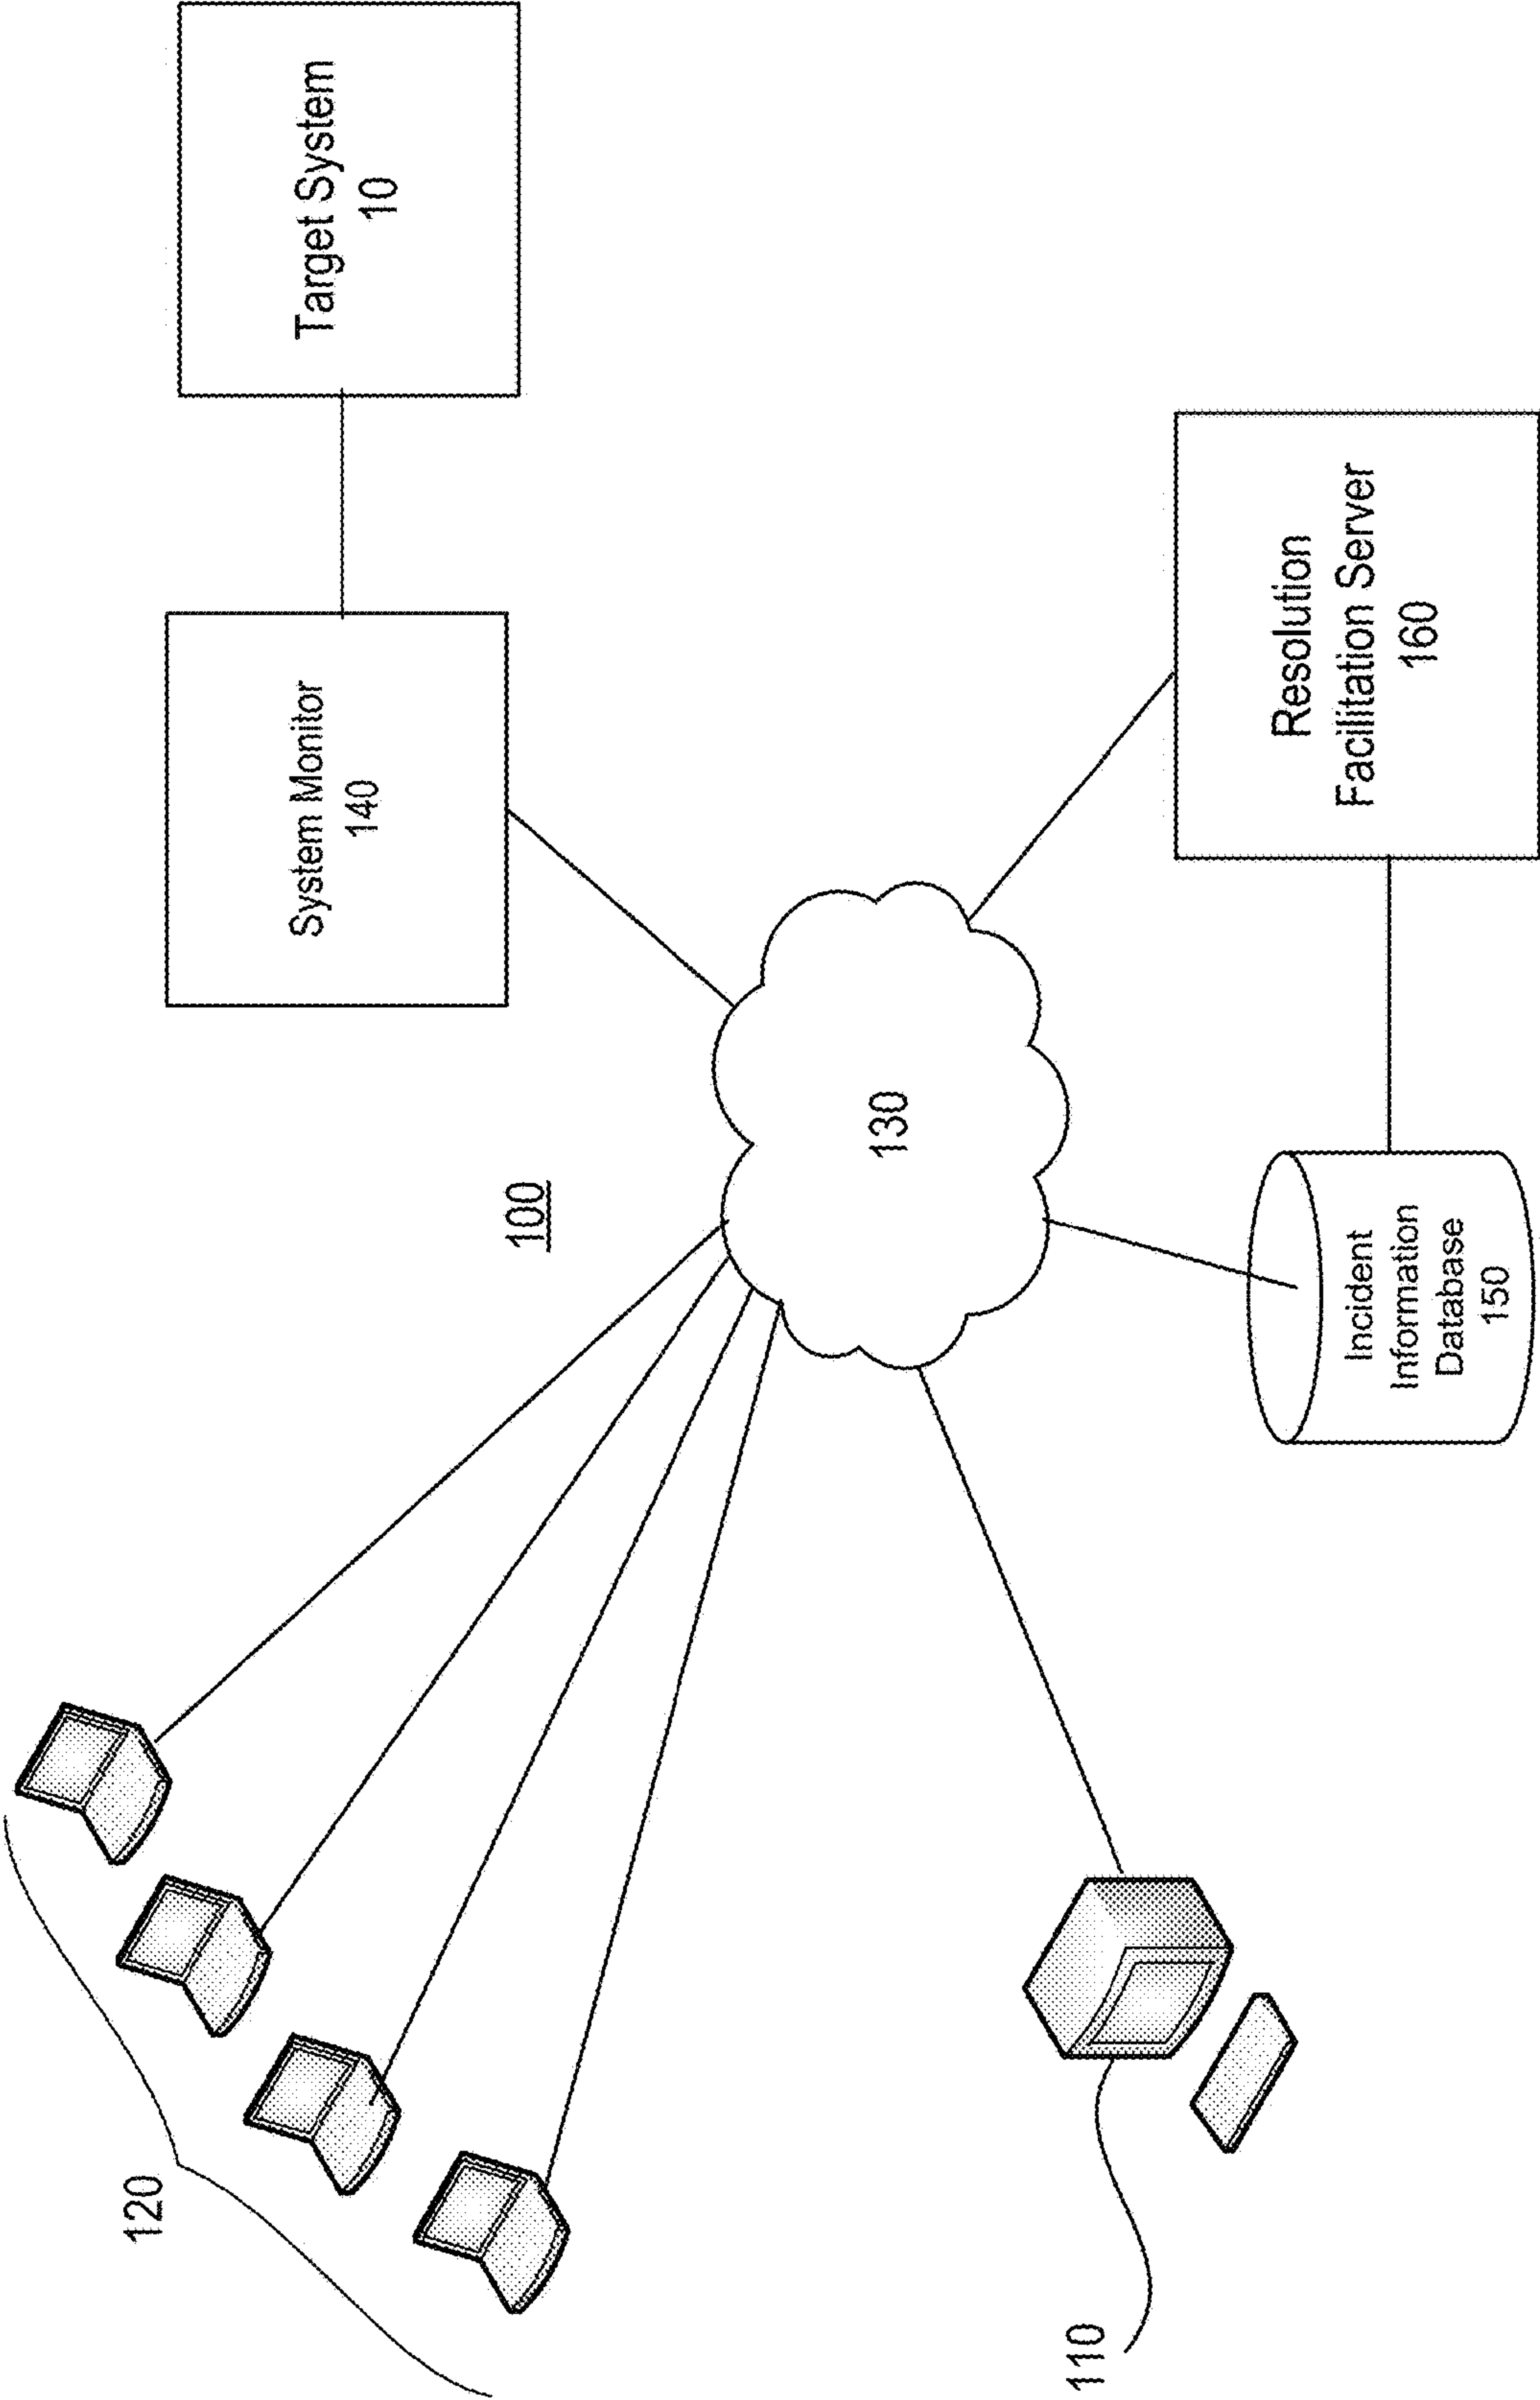 120
110
100
130
System Monitor
140
Target System
10
Incident
Information
Database
150
Resolution
Facilitation Server
160